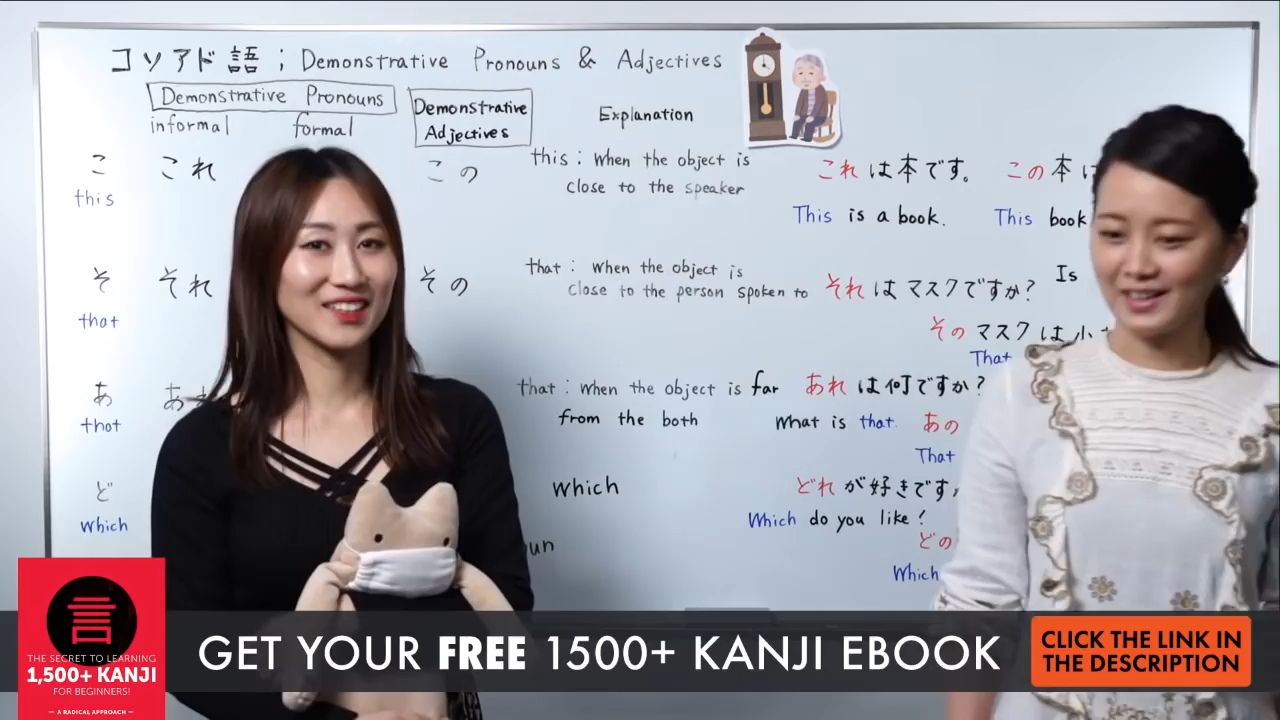 コソアド語 ; Demonstrative Pronouns & Adjectives
Demonstrative Pronouns
informal formal
Demonstrative
Adjectives
Explanation
こ これ この
this
this : When the object is
close to the speaker
これは本です。
This is a book.
この本は
This book
そ それ その
that
that : When the object is
close to the person spoken to
それはマスクですか?
Is
そのマスクは小
That
あ あれ
that
that : When the object is far
from the both
あれは何ですか?
What is that.
あの
That
ど
which
which
どれが好きです
Which do you like?
どの
Which
THE SECRET TO LEARNING
1,500+ KANJI
FOR BEGINNERS!
— A RADICAL APPROACH —
言
GET YOUR FREE 1500+ KANJI EBOOK
CLICK THE LINK IN
THE DESCRIPTION